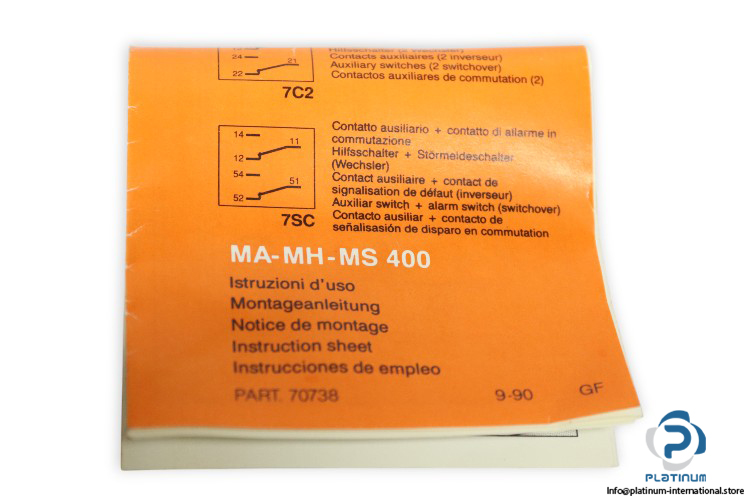 Hilfsschalter (2 Wechsler)
24
Contacts auxiliaires (2 inverseur)
21
Auxiliary switches (2 switchover)
22
Contactos auxiliares de commutation (2)
7C2
Contatto ausiliario + contatto di allarme in
commutazione
14
11
Hilfsschalter + Störmeldeschalter
(Wechsler)
12
54
Contact auxiliaire + contact de
signalisation de défaut (inverseur)
51
Auxiliar switch + alarm switch (switchover)
52
Contacto auxiliar + contacto de
señalisación de disparo en commutation
7SC
MA-MH-MS 400
Istruzioni d'uso
Montageanleitung
Notice de montage
Instruction sheet
Instrucciones de empleo
PART. 70738
9-90
GF
PLATINUM
Info@platinum-international.store